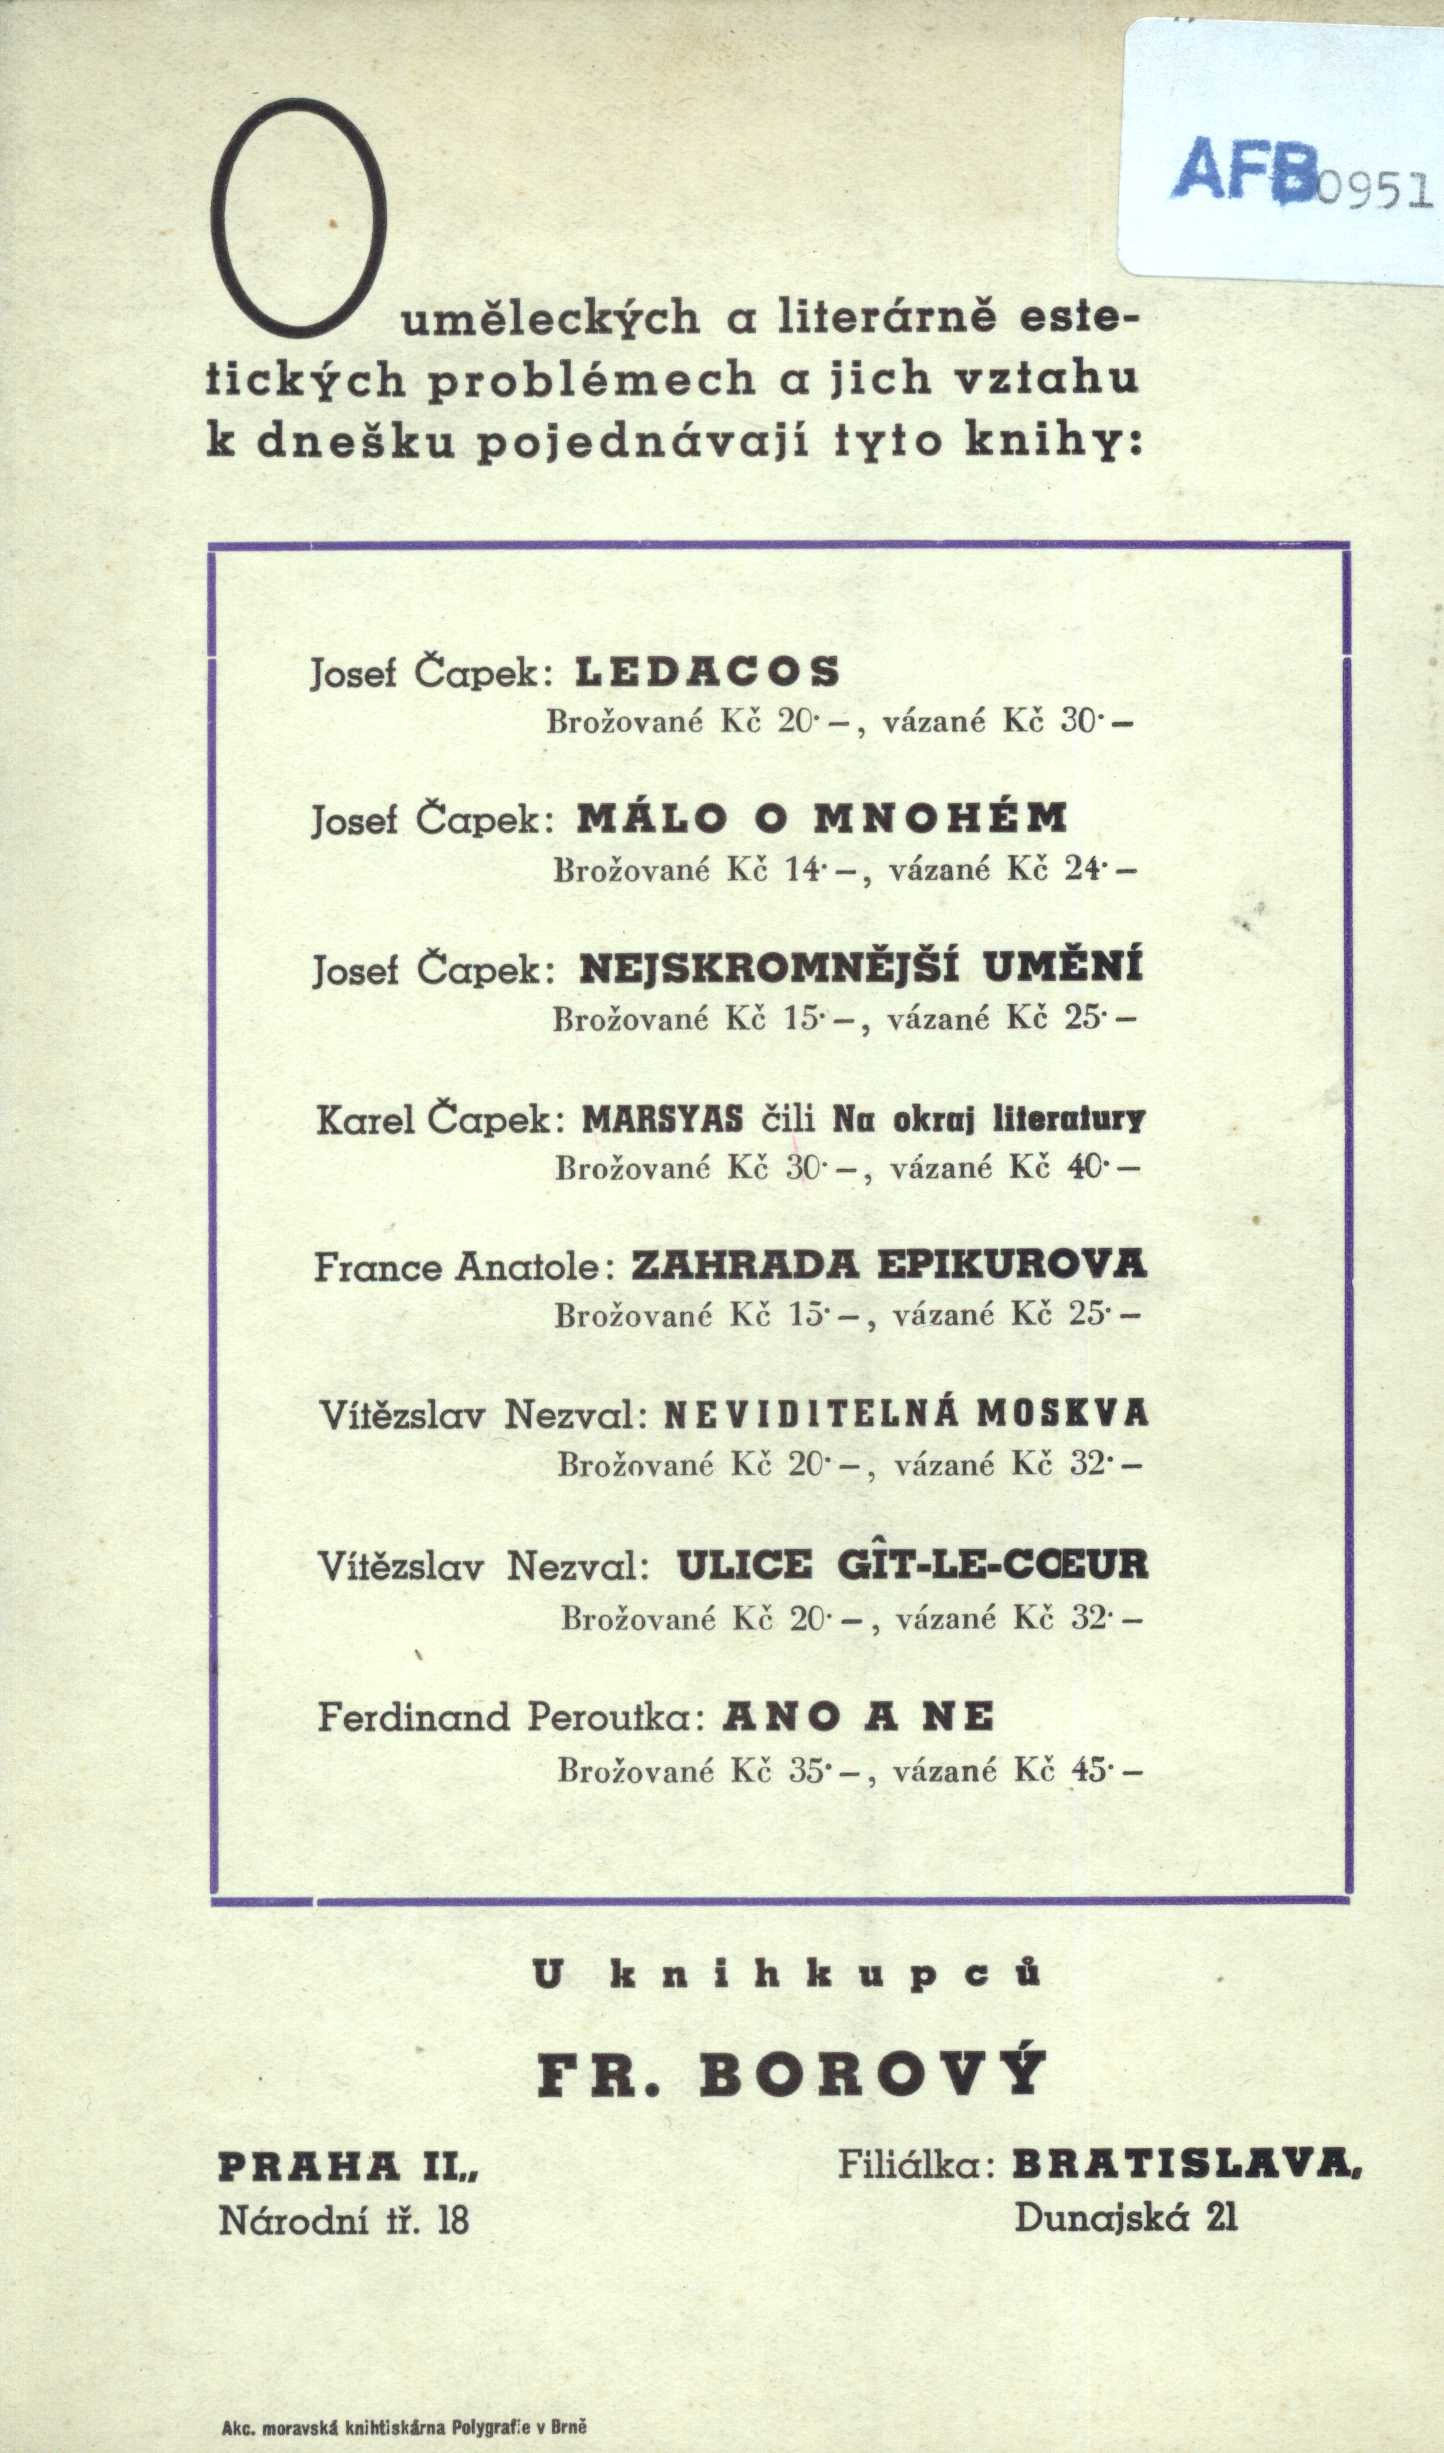 AFB0951
O uměleckých a literárně este-
tických problémech a jich vztahu
k dnešku pojednávají tyto knihy:
Josef Čapek: LEDACOS
Brožované Kč 20·–, vázané Kč 30·–
Josef Čapek: MÁLO O MNOHÉM
Brožované Kč 14·–, vázané Kč 24·–
Josef Čapek: NEJSKROMNĚJŠÍ UMĚNÍ
Brožované Kč 15·–, vázané Kč 25·–
Karel Čapek: MARSYAS čili Na okraj literatury
Brožované Kč 30·–, vázané Kč 40·–
France Anatole: ZAHRADA EPIKUROVA
Brožované Kč 15·–, vázané Kč 25·–
Vítězslav Nezval: NEVIDITELNÁ MOSKVA
Brožované Kč 20·–, vázané Kč 32·–
Vítězslav Nezval: ULICE GÎT-LE-CŒUR
Brožované Kč 20·–, vázané Kč 32·–
Ferdinand Peroutka: ANO A NE
Brožované Kč 35·–, vázané Kč 45·–
U knihkupců
FR. BOROVÝ
PRAHA II.,
Národní tř. 18
Filiálka: BRATISLAVA,
Dunajská 21
Akc. moravská knihtiskárna Polygrafie v Brně